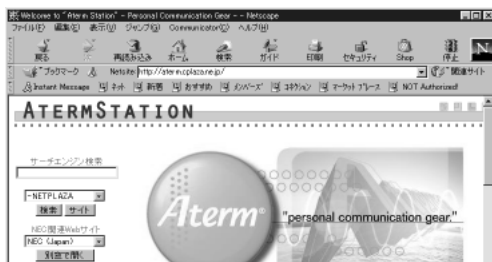 Welcome to "Aterm Station" - Personal Communication Gear - - Netscape
ファイル(F) 編集(E) 表示(V) ジャンプ(G) Communicator(C) ヘルプ(H)
戻る 再読み込み ホーム 検索 ガイド 印刷 セキュリティ Shop 停止 N
ブックマーク Netsite: http://aterm.cplaza.ne.jp/ 関連サイト
Instant Message ネット 新着 おすすめ メンバーズ コネクション マーケットプレース NOT Authorized!
ATERMSTATION
サーチエンジン検索
~NETPLAZA
検索 サイト
NEC関連Webサイト
NEC (Japan)
別窓で開く
Aterm®
"personal communication gear."